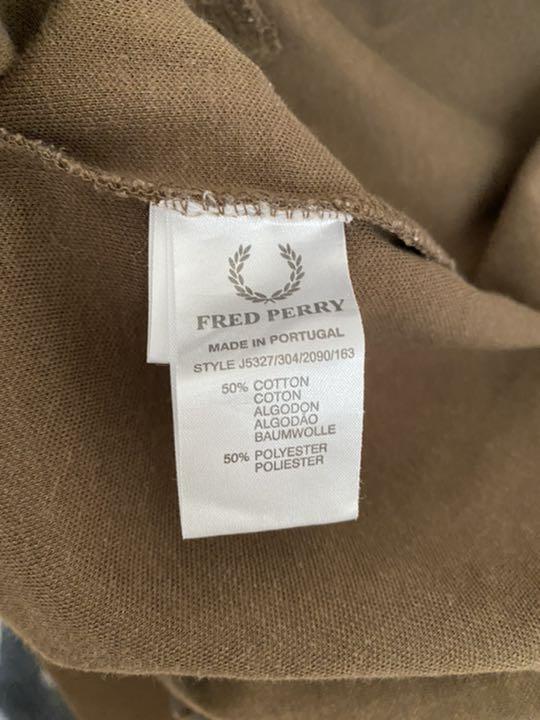 FRED PERRY
MADE IN PORTUGAL
STYLE J5327/304/2090/163
50% COTTON
COTON
ALGODON
ALGODÃO
BAUMWOLLE
50% POLYESTER
POLIESTER